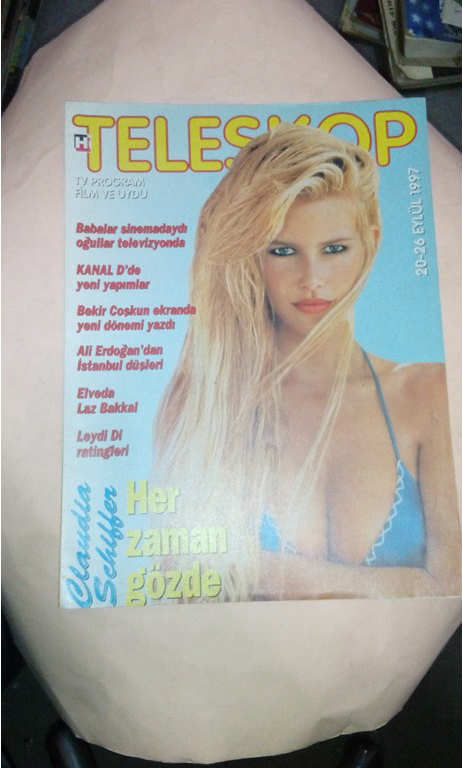 TELESKOP
TV PROGRAM
FİLM VE UYDU
20-26 EYLÜL 1997
Babalar sinemadaydı
oğullar televizyonda
KANAL D'de
yeni yapımlar
Bekir Coşkun ekranda
yeni dönemi yazdı
Ali Erdoğan'dan
İstanbul düşleri
Elveda
Laz Bakkal
Leydi Di
ratingleri
Claudia
Schiffer
Her
zaman
gözde